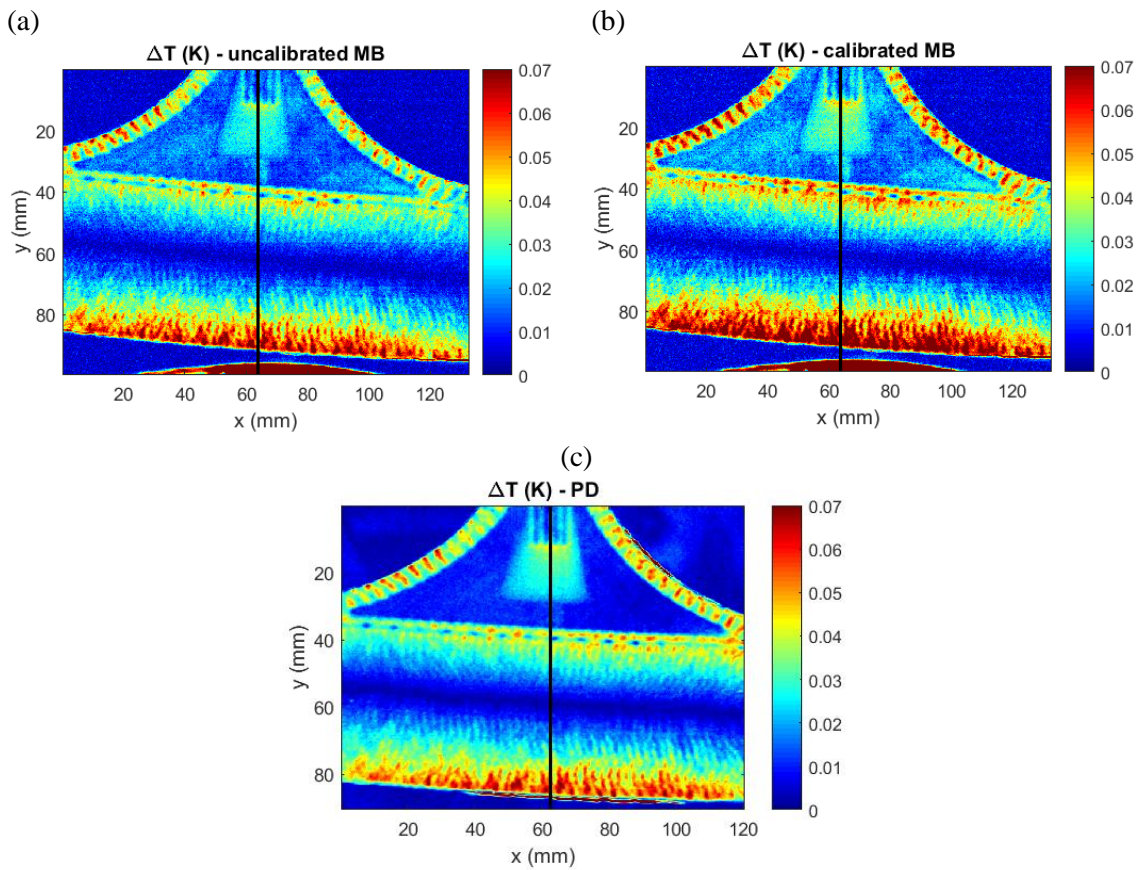 (a)
ΔT (K) - uncalibrated MB
20
40
60
80
y (mm)
20 40 60 80 100 120
x (mm)
0.07
0.06
0.05
0.04
0.03
0.02
0.01
0
(b)
ΔT (K) - calibrated MB
20
40
60
80
y (mm)
20 40 60 80 100 120
x (mm)
0.07
0.06
0.05
0.04
0.03
0.02
0.01
0
(c)
ΔT (K) - PD
20
40
60
80
y (mm)
20 40 60 80 100 120
x (mm)
0.07
0.06
0.05
0.04
0.03
0.02
0.01
0